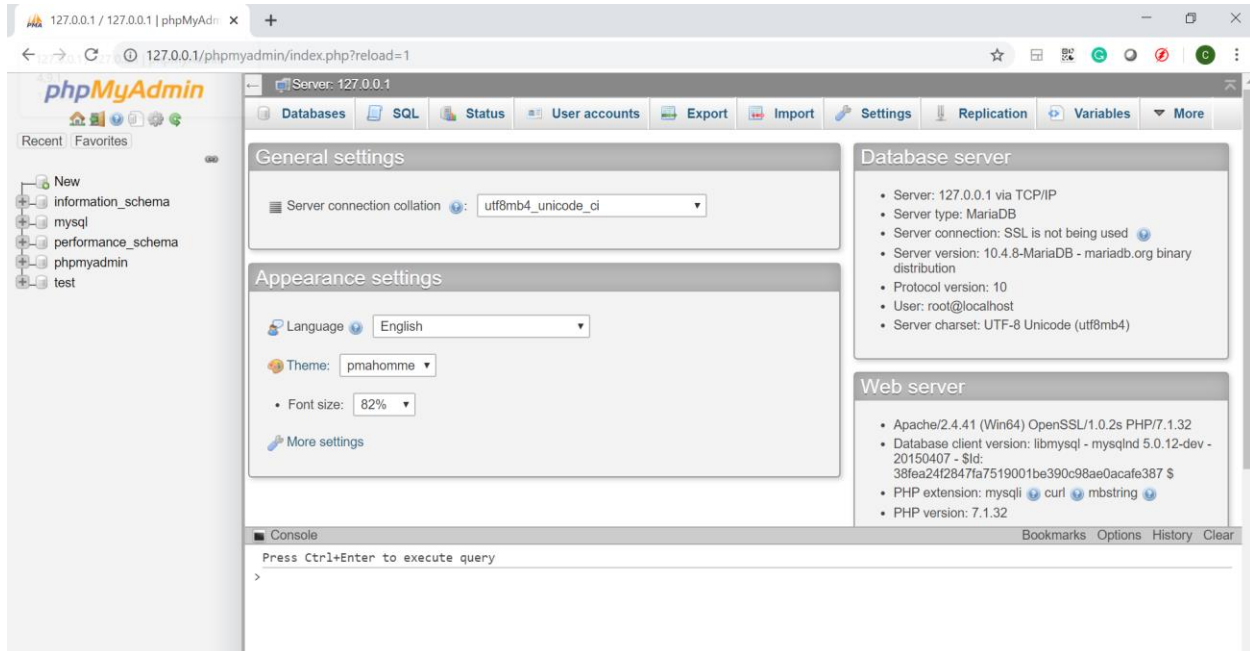 127.0.0.1 / 127.0.0.1 | phpMyAdm
127.0.0.1/phpmyadmin/index.php?reload=1
phpMyAdmin
Recent Favorites
New
information_schema
mysql
performance_schema
phpmyadmin
test
Server: 127.0.0.1
Databases SQL Status User accounts Export Import Settings Replication Variables More
General settings
Server connection collation : utf8mb4_unicode_ci
Appearance settings
Language English
Theme: pmahomme
• Font size: 82%
More settings
Database server
• Server: 127.0.0.1 via TCP/IP
• Server type: MariaDB
• Server connection: SSL is not being used
• Server version: 10.4.8-MariaDB - mariadb.org binary
distribution
• Protocol version: 10
• User: root@localhost
• Server charset: UTF-8 Unicode (utf8mb4)
Web server
• Apache/2.4.41 (Win64) OpenSSL/1.0.2s PHP/7.1.32
• Database client version: libmysql - mysqlnd 5.0.12-dev -
20150407 - $Id:
38fea24f2847fa7519001be390c98ae0acafe387 $
• PHP extension: mysqli curl mbstring
• PHP version: 7.1.32
Console Bookmarks Options History Clear
Press Ctrl+Enter to execute query
>